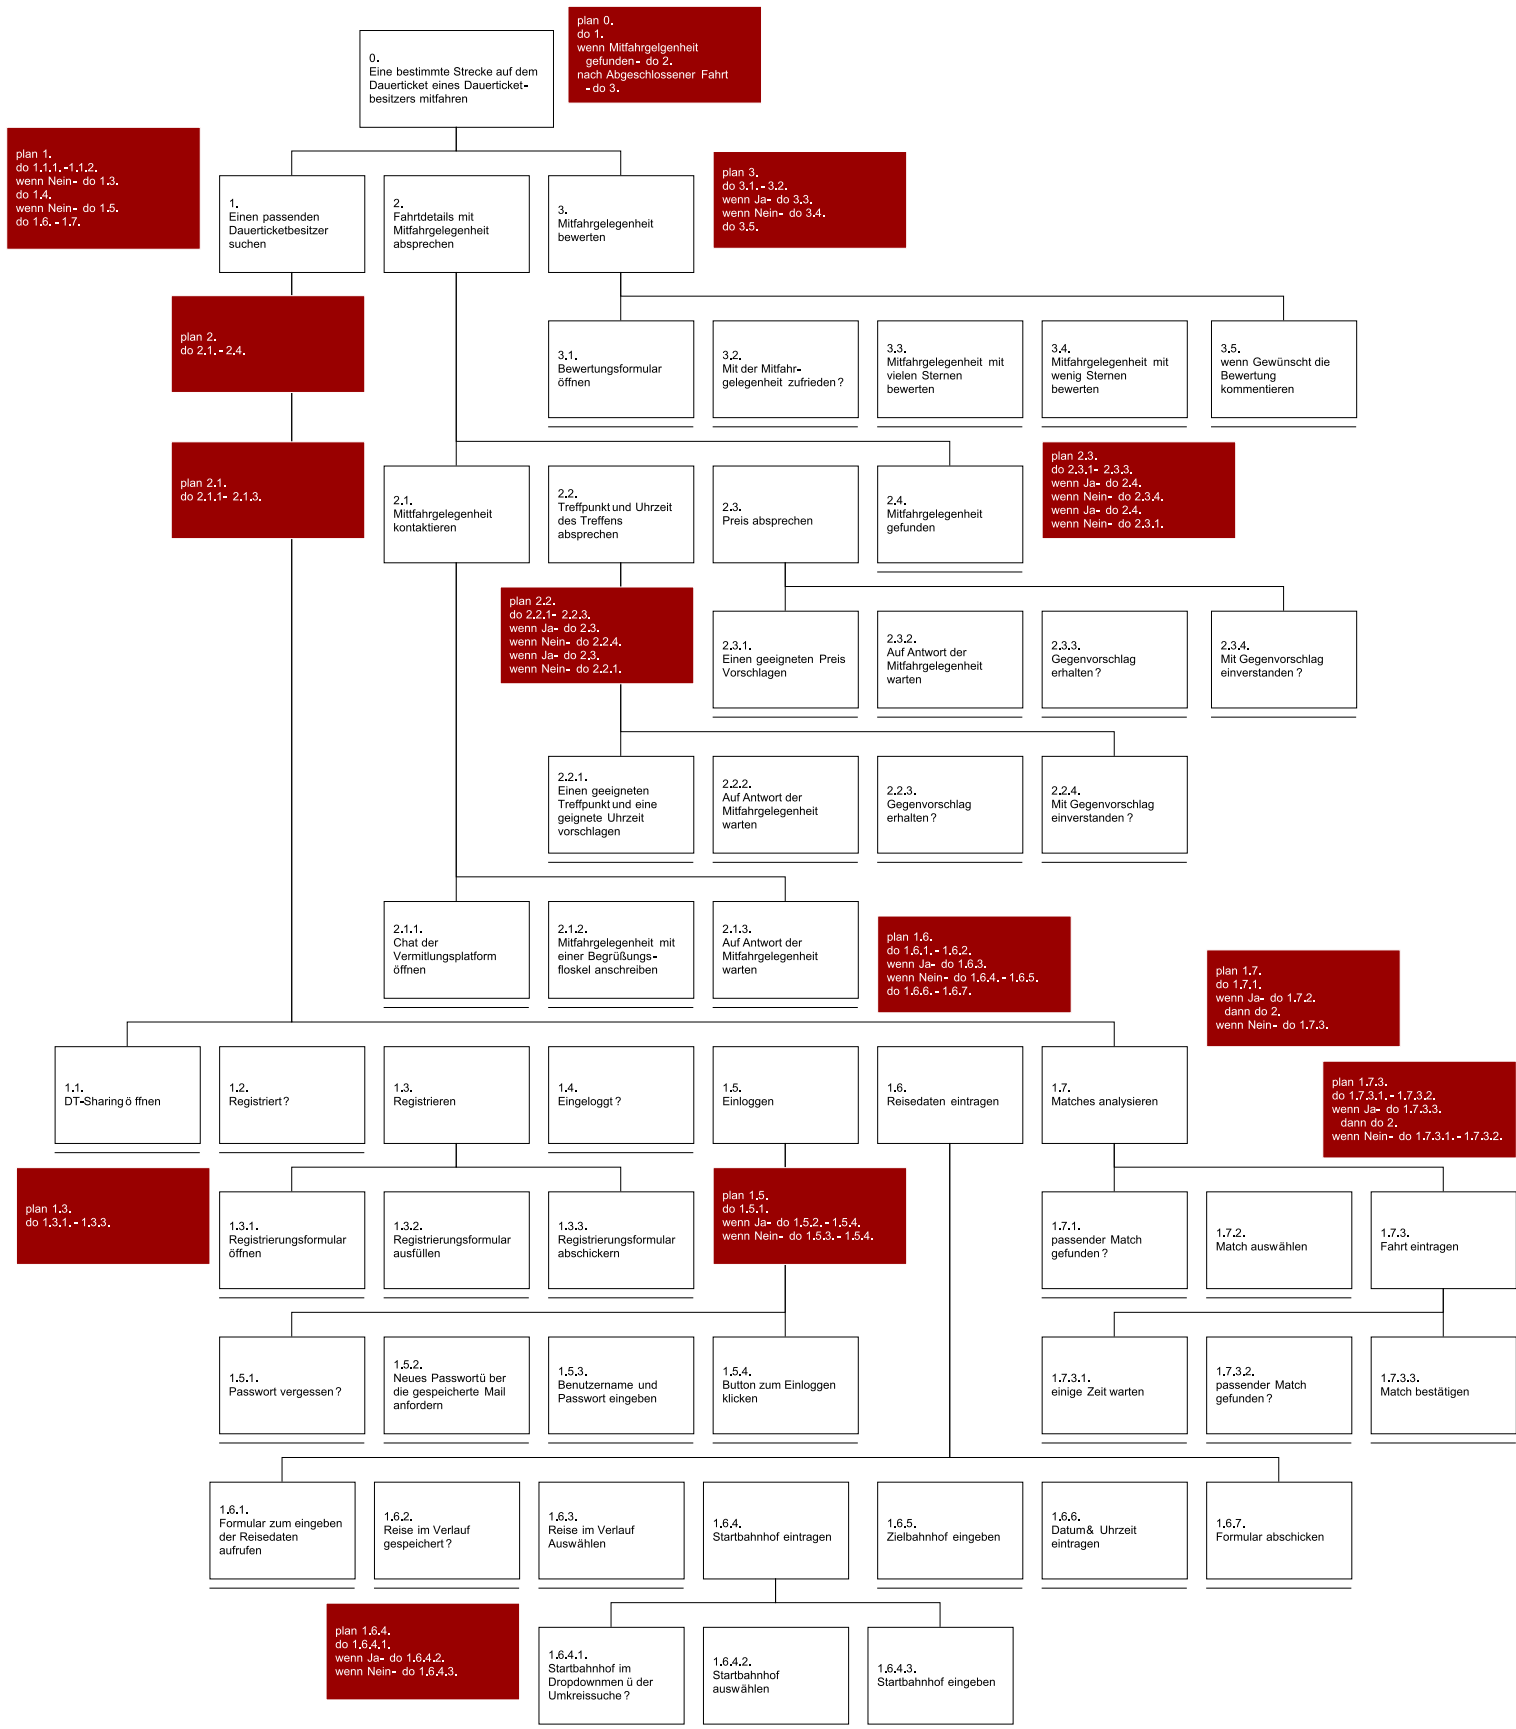 plan 0.
do 1.
wenn Mitfahrgelgenheit
gefunden- do 2.
nach Abgeschlossener Fahrt
- do 3.
0.
Eine bestimmte Strecke auf dem
Dauerticket eines Dauerticket-
besitzers mitfahren
plan 1.
do 1.1.1. -1.1.2.
wenn Nein- do 1.3.
do 1.4.
wenn Nein- do 1.5.
do 1.6. - 1.7.
1.
Einen passenden
Dauerticketbesitzer
suchen
2.
Fahrtdetails mit
Mitfahrgelegenheit
absprechen
3.
Mitfahrgelegenheit
bewerten
plan 3.
do 3.1. - 3.2.
wenn Ja- do 3.3.
wenn Nein- do 3.4.
do 3.5.
plan 2.
do 2.1. - 2.4.
3.1.
Bewertungsformular
öffnen
3.2.
Mit der Mitfahr-
gelegenheit zufrieden?
3.3.
Mitfahrgelegenheit mit
vielen Sternen
bewerten
3.4.
Mitfahrgelegenheit mit
wenig Sternen
bewerten
3.5.
wenn Gewünscht die
Bewertung
kommentieren
plan 2.1.
do 2.1.1- 2.1.3.
2.1.
Mittfahrgelegenheit
kontaktieren
2.2.
Treffpunkt und Uhrzeit
des Treffens
absprechen
2.3.
Preis absprechen
2.4.
Mitfahrgelegenheit
gefunden
plan 2.3.
do 2.3.1- 2.3.3.
wenn Ja- do 2.4.
wenn Nein- do 2.3.4.
wenn Ja- do 2.4.
wenn Nein- do 2.3.1.
plan 2.2.
do 2.2.1- 2.2.3.
wenn Ja- do 2.3.
wenn Nein- do 2.2.4.
wenn Ja- do 2.3.
wenn Nein- do 2.2.1.
2.3.1.
Einen geeigneten Preis
Vorschlagen
2.3.2.
Auf Antwort der
Mitfahrgelegenheit
warten
2.3.3.
Gegenvorschlag
erhalten?
2.3.4.
Mit Gegenvorschlag
einverstanden?
2.2.1.
Einen geeigneten
Treffpunkt und eine
geignete Uhrzeit
vorschlagen
2.2.2.
Auf Antwort der
Mitfahrgelegenheit
warten
2.2.3.
Gegenvorschlag
erhalten?
2.2.4.
Mit Gegenvorschlag
einverstanden?
2.1.1.
Chat der
Vermitlungsplatform
öffnen
2.1.2.
Mitfahrgelegenheit mit
einer Begrüßungs-
floskel anschreiben
2.1.3.
Auf Antwort der
Mitfahrgelegenheit
warten
plan 1.6.
do 1.6.1. - 1.6.2.
wenn Ja- do 1.6.3.
wenn Nein- do 1.6.4. - 1.6.5.
do 1.6.6. - 1.6.7.
plan 1.7.
do 1.7.1.
wenn Ja- do 1.7.2.
dann do 2.
wenn Nein- do 1.7.3.
1.1.
DT-Sharing ö ffnen
1.2.
Registriert?
1.3.
Registrieren
1.4.
Eingeloggt?
1.5.
Einloggen
1.6.
Reisedaten eintragen
1.7.
Matches analysieren
plan 1.7.3.
do 1.7.3.1. - 1.7.3.2.
wenn Ja- do 1.7.3.3.
dann do 2.
wenn Nein- do 1.7.3.1. - 1.7.3.2.
plan 1.3.
do 1.3.1. - 1.3.3.
1.3.1.
Registrierungsformular
öffnen
1.3.2.
Registrierungsformular
ausfüllen
1.3.3.
Registrierungsformular
abschickern
plan 1.5.
do 1.5.1.
wenn Ja- do 1.5.2. - 1.5.4.
wenn Nein- do 1.5.3. - 1.5.4.
1.7.1.
passender Match
gefunden?
1.7.2.
Match auswählen
1.7.3.
Fahrt eintragen
1.5.1.
Passwort vergessen?
1.5.2.
Neues Passwortü ber
die gespeicherte Mail
anfordern
1.5.3.
Benutzername und
Passwort eingeben
1.5.4.
Button zum Einloggen
klicken
1.7.3.1.
einige Zeit warten
1.7.3.2.
passender Match
gefunden?
1.7.3.3.
Match bestätigen
1.6.1.
Formular zum eingeben
der Reisedaten
aufrufen
1.6.2.
Reise im Verlauf
gespeichert?
1.6.3.
Reise im Verlauf
Auswählen
1.6.4.
Startbahnhof eintragen
1.6.5.
Zielbahnhof eingeben
1.6.6.
Datum& Uhrzeit
eintragen
1.6.7.
Formular abschicken
plan 1.6.4.
do 1.6.4.1.
wenn Ja- do 1.6.4.2.
wenn Nein- do 1.6.4.3.
1.6.4.1.
Startbahnhof im
Dropdownmen ü der
Umkreissuche?
1.6.4.2.
Startbahnhof
auswählen
1.6.4.3.
Startbahnhof eingeben